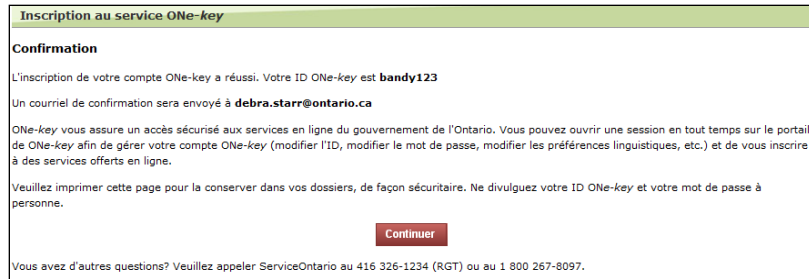 Inscription au service ONe-key
Confirmation
L'inscription de votre compte ONe-key a réussi. Votre ID ONe-key est bandy123
Un courriel de confirmation sera envoyé à debra.starr@ontario.ca
ONe-key vous assure un accès sécurisé aux services en ligne du gouvernement de l'Ontario. Vous pouvez ouvrir une session en tout temps sur le portail
de ONe-key afin de gérer votre compte ONe-key (modifier l'ID, modifier le mot de passe, modifier les préférences linguistiques, etc.) et de vous inscrire
à des services offerts en ligne.
Veuillez imprimer cette page pour la conserver dans vos dossiers, de façon sécuritaire. Ne divulguez votre ID ONe-key et votre mot de passe à
personne.
Continuer
Vous avez d'autres questions? Veuillez appeler ServiceOntario au 416 326-1234 (RGT) ou au 1 800 267-8097.